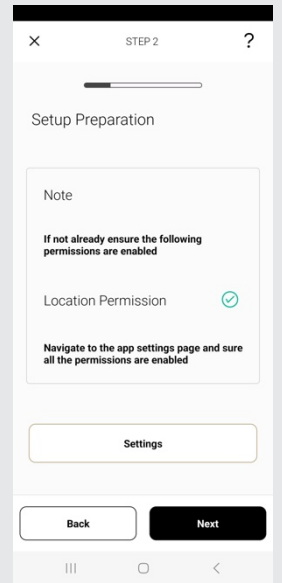 STEP 2
?
Setup Preparation
Note
If not already ensure the following
permissions are enabled
Location Permission
Navigate to the app settings page and sure
all the permissions are enabled
Settings
Back
Next